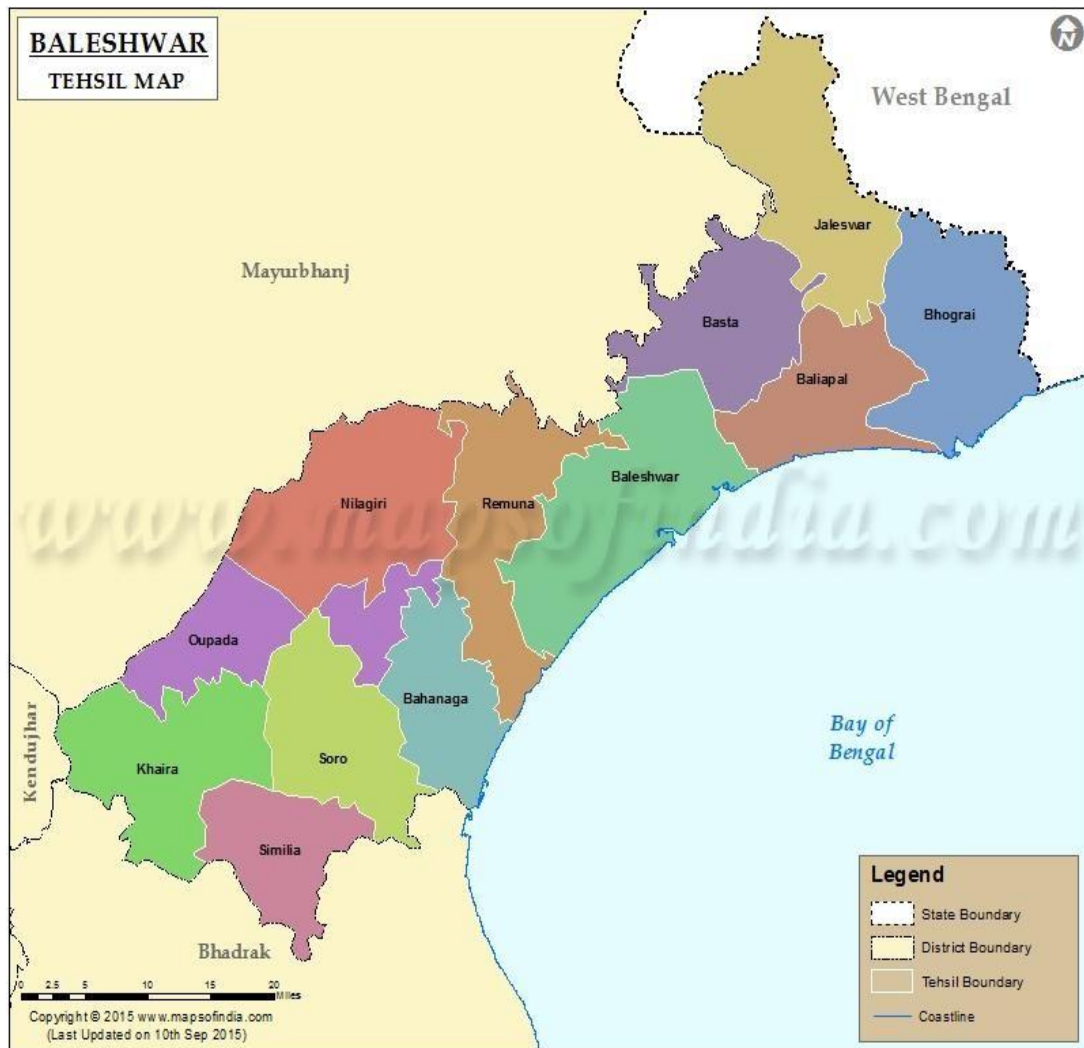 BALESHWAR
TEHSIL MAP
N
West Bengal
Jaleswar
Mayurbhanj
Basta
Bhograi
Baliapal
Baleshwar
Nilagiri
Remuna
www.mapsofindia.com
Oupada
Bahanaga
Kendujhar
Khaira
Soro
Bay of
Bengal
Similia
Bhadrak
Legend
State Boundary
District Boundary
Tehsil Boundary
Coastline
0 2.5 5 10 15 20
Miles
Copyright © 2015 www.mapsofindia.com
(Last Updated on 10th Sep 2015)